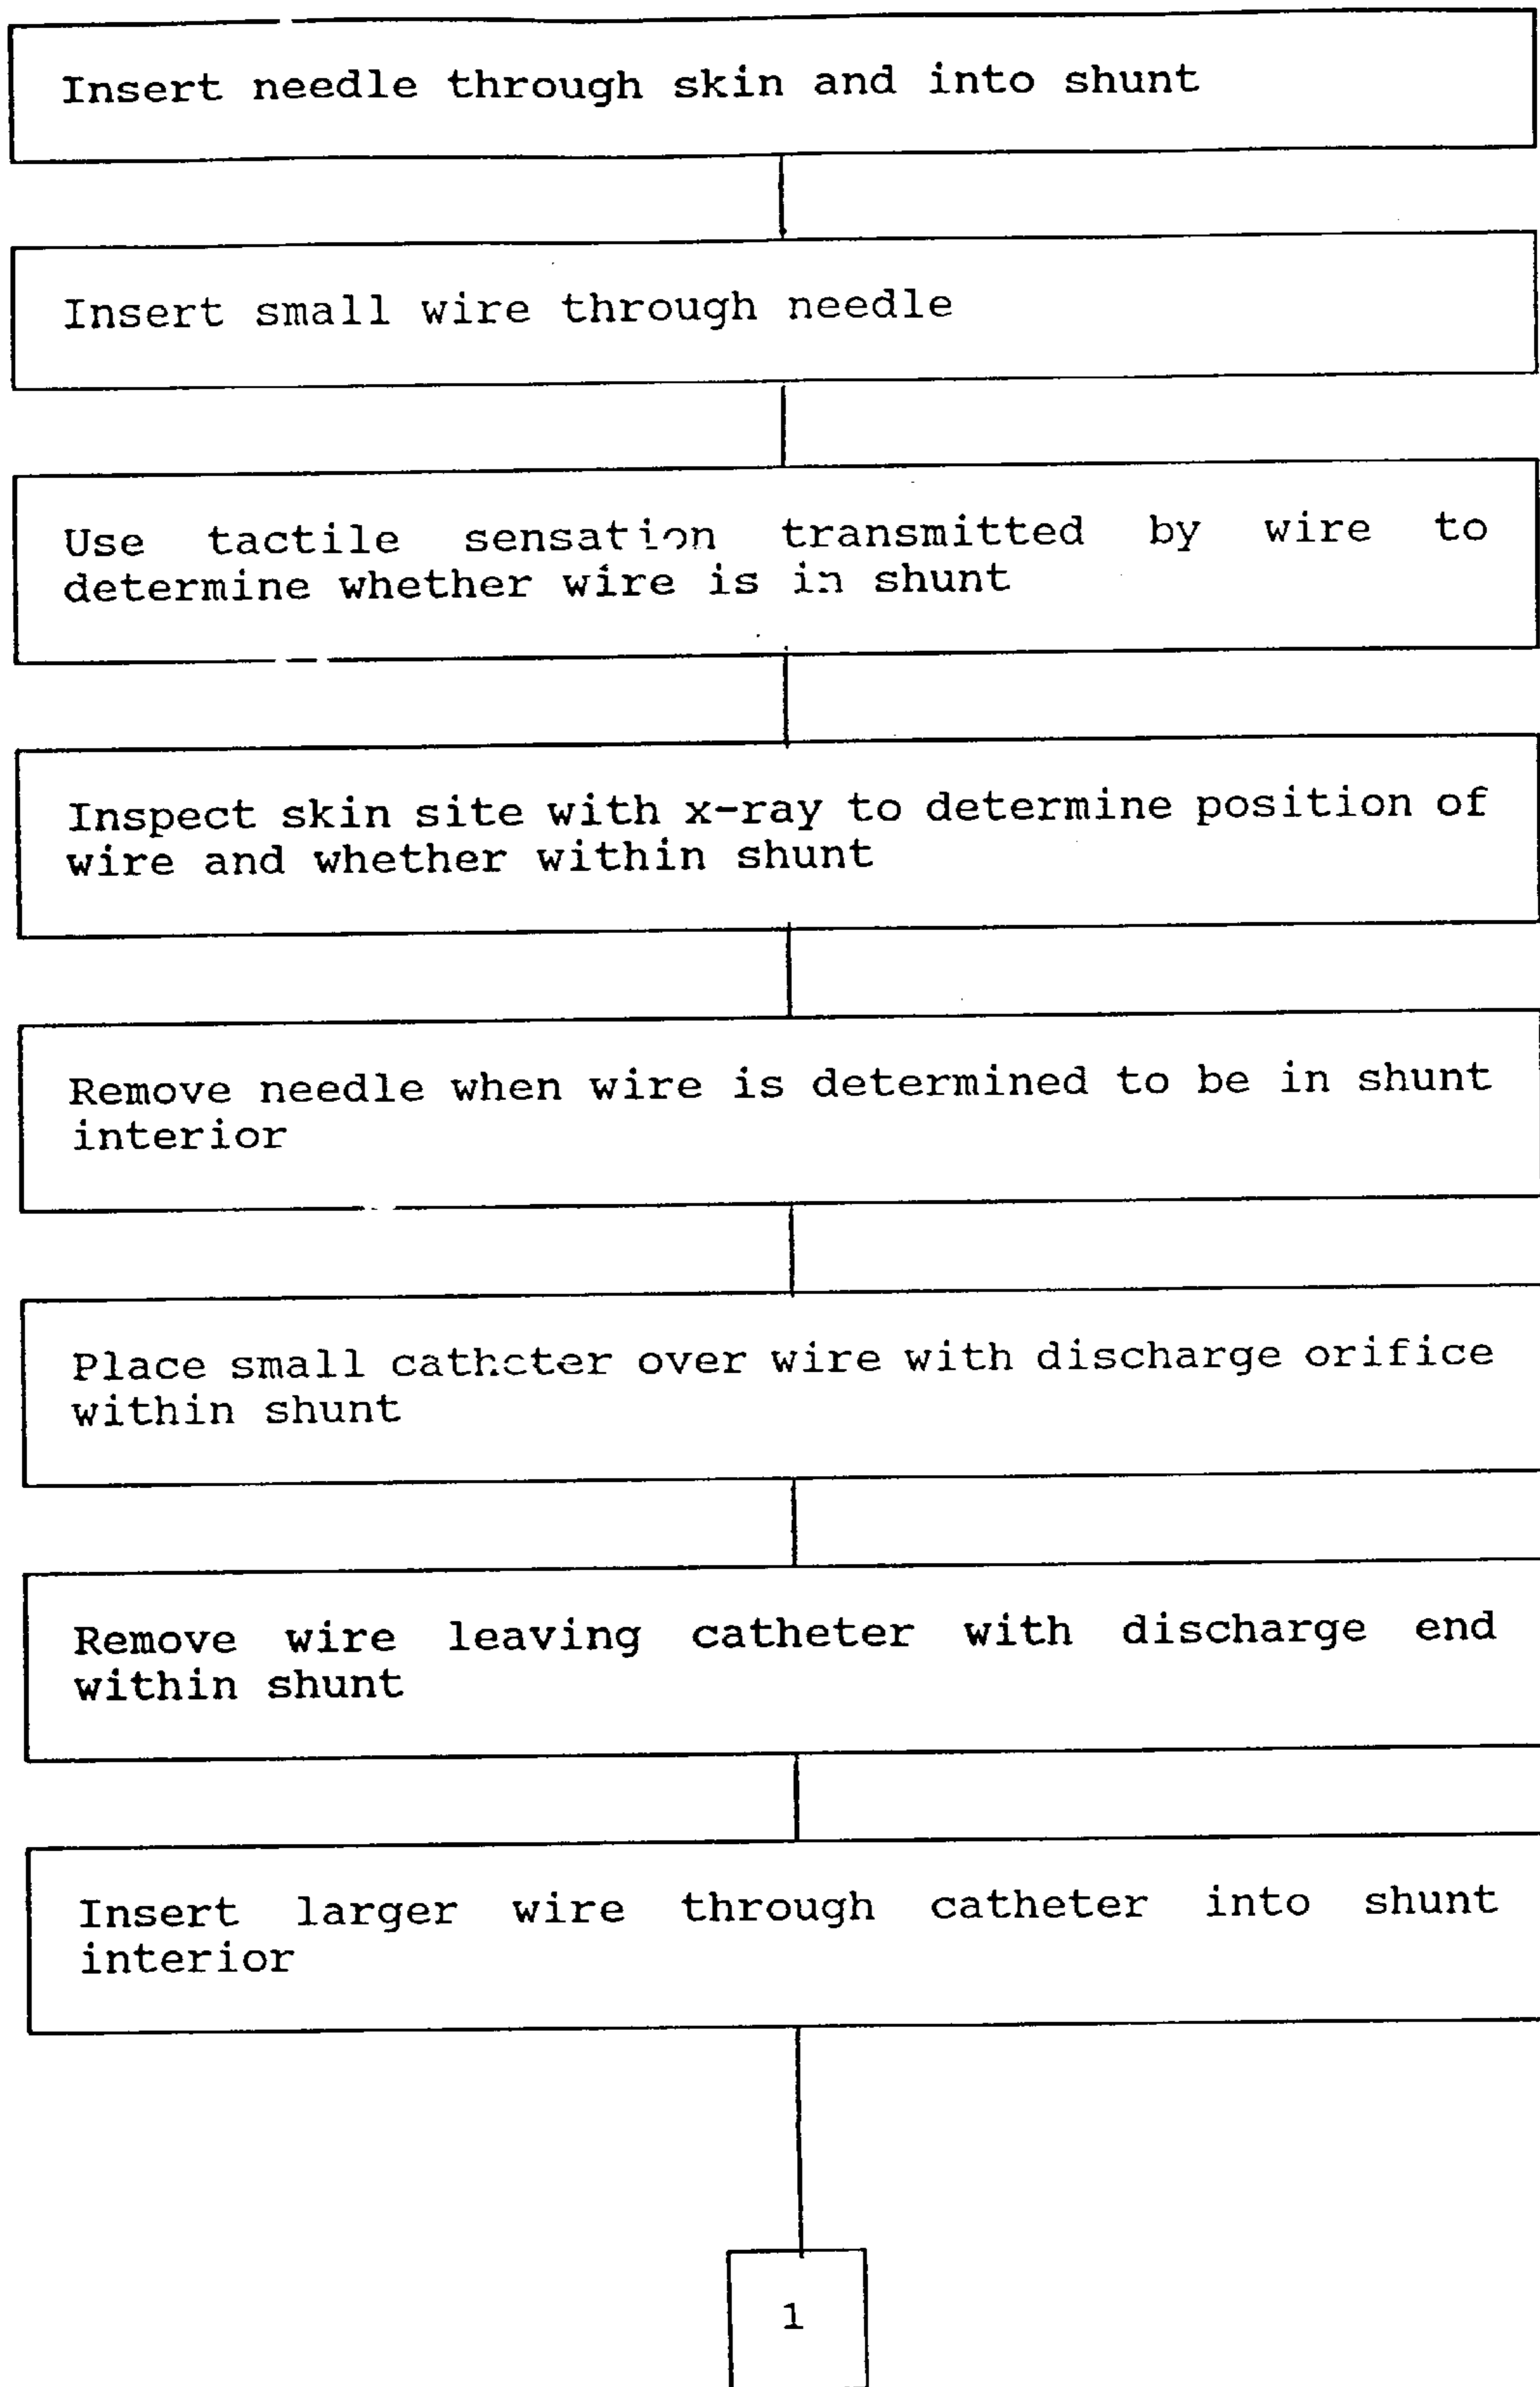 Insert needle through skin and into shunt
Insert small wire through needle
Use tactile sensation transmitted by wire to
determine whether wire is in shunt
Inspect skin site with x-ray to determine position of
wire and whether within shunt
Remove needle when wire is determined to be in shunt
interior
Place small catheter over wire with discharge orifice
within shunt
Remove wire leaving catheter with discharge end
within shunt
Insert larger wire through catheter into shunt
interior
1